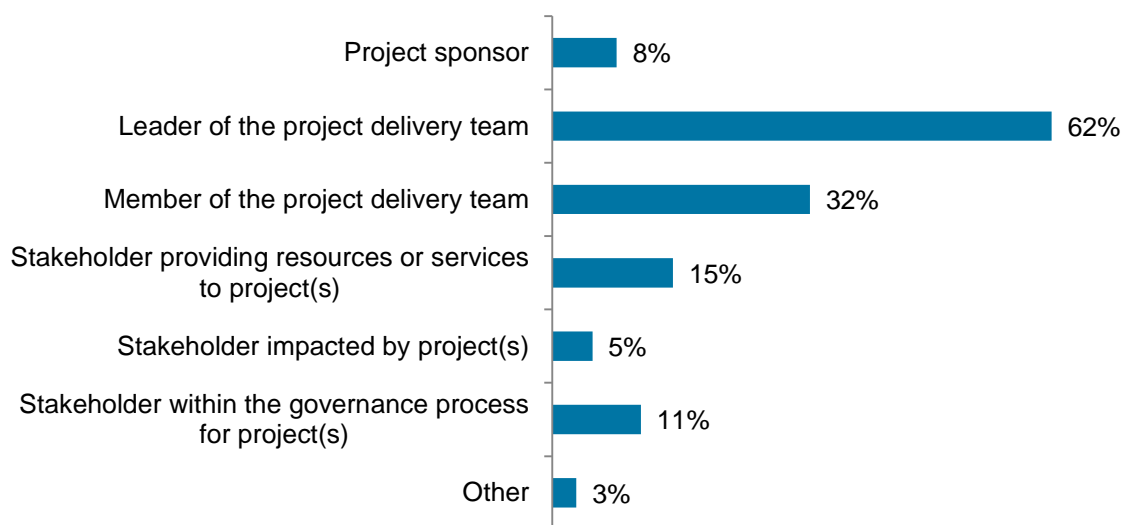 Project sponsor
8%
Leader of the project delivery team
62%
Member of the project delivery team
32%
Stakeholder providing resources or services
to project(s)
15%
Stakeholder impacted by project(s)
5%
Stakeholder within the governance process
for project(s)
11%
Other
3%